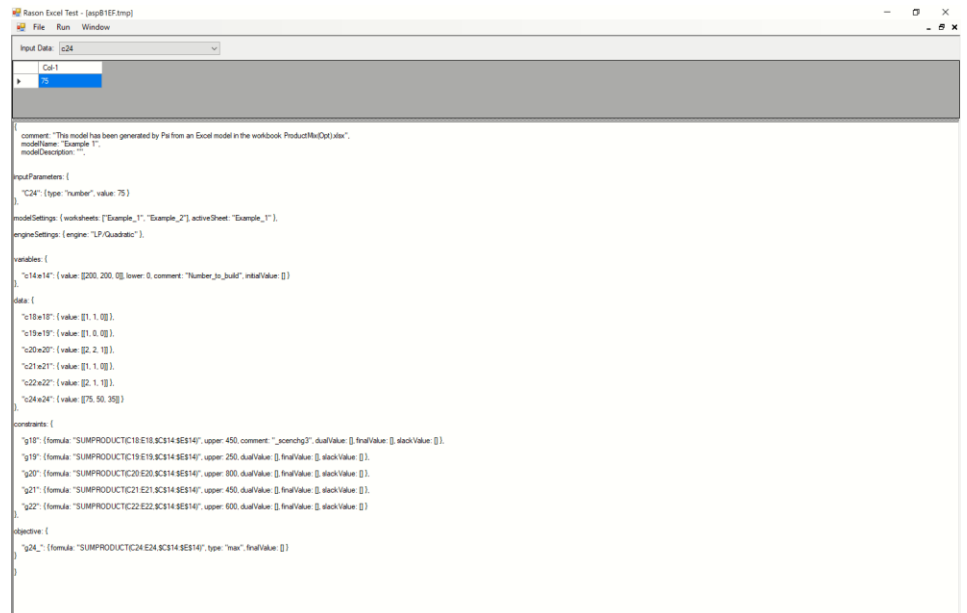 Rason Excel Test - [aspB1EF.tmp]
File Run Window
Input Data: c24
Col-1
75
{
comment: "This model has been generated by Psi from an Excel model in the workbook ProductMix(Opt).xlsx",
modelName: "Example 1",
modelDescription: "",
inputParameters: {
"C24": { type: "number", value: 75 }
},
modelSettings: { worksheets: ["Example_1", "Example_2"], activeSheet: "Example_1" },
engineSettings: { engine: "LP/Quadratic" },
variables: {
"c14:e14": { value: [[200, 200, 0]], lower: 0, comment: "Number_to_build", initialValue: [] }
},
data: {
"c18:e18": { value: [[1, 1, 0]] },
"c19:e19": { value: [[1, 0, 0]] },
"c20:e20": { value: [[2, 2, 1]] },
"c21:e21": { value: [[1, 1, 0]] },
"c22:e22": { value: [[2, 1, 1]] },
"c24:e24": { value: [[75, 50, 35]] }
},
constraints: {
"g18": {formula: "SUMPRODUCT(C18:E18,$C$14:$E$14)", upper: 450, comment: "_scenchg3", dualValue: [], finalValue: [], slackValue: [] },
"g19": {formula: "SUMPRODUCT(C19:E19,$C$14:$E$14)", upper: 250, dualValue: [], finalValue: [], slackValue: [] },
"g20": {formula: "SUMPRODUCT(C20:E20,$C$14:$E$14)", upper: 800, dualValue: [], finalValue: [], slackValue: [] },
"g21": {formula: "SUMPRODUCT(C21:E21,$C$14:$E$14)", upper: 450, dualValue: [], finalValue: [], slackValue: [] },
"g22": {formula: "SUMPRODUCT(C22:E22,$C$14:$E$14)", upper: 600, dualValue: [], finalValue: [], slackValue: [] }
},
objective: {
"g24_": {formula: "SUMPRODUCT(C24:E24,$C$14:$E$14)", type: "max", finalValue: [] }
}
}